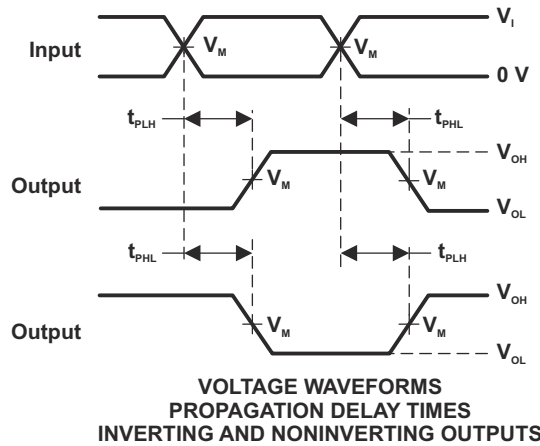 V_I
Input V_M V_M
0 V
t_PLH t_PHL
V_OH
Output V_M V_M
V_OL
t_PHL t_PLH
V_OH
Output V_M V_M
V_OL
VOLTAGE WAVEFORMS
PROPAGATION DELAY TIMES
INVERTING AND NONINVERTING OUTPUTS